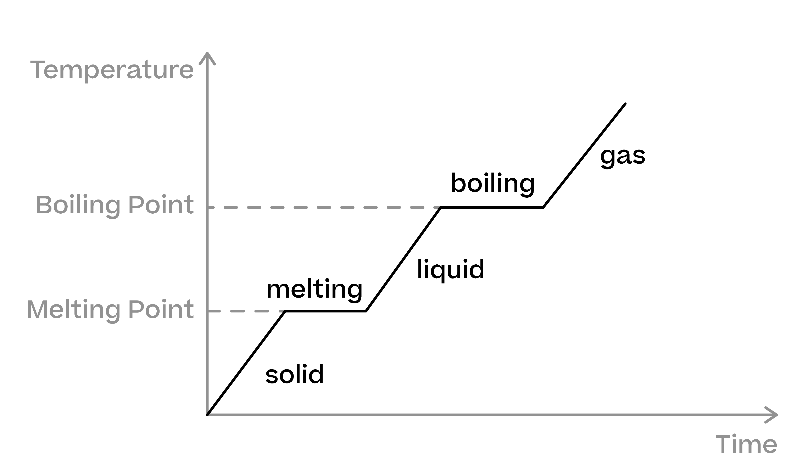 Temperature
gas
boiling
Boiling Point
liquid
melting
Melting Point
solid
Time